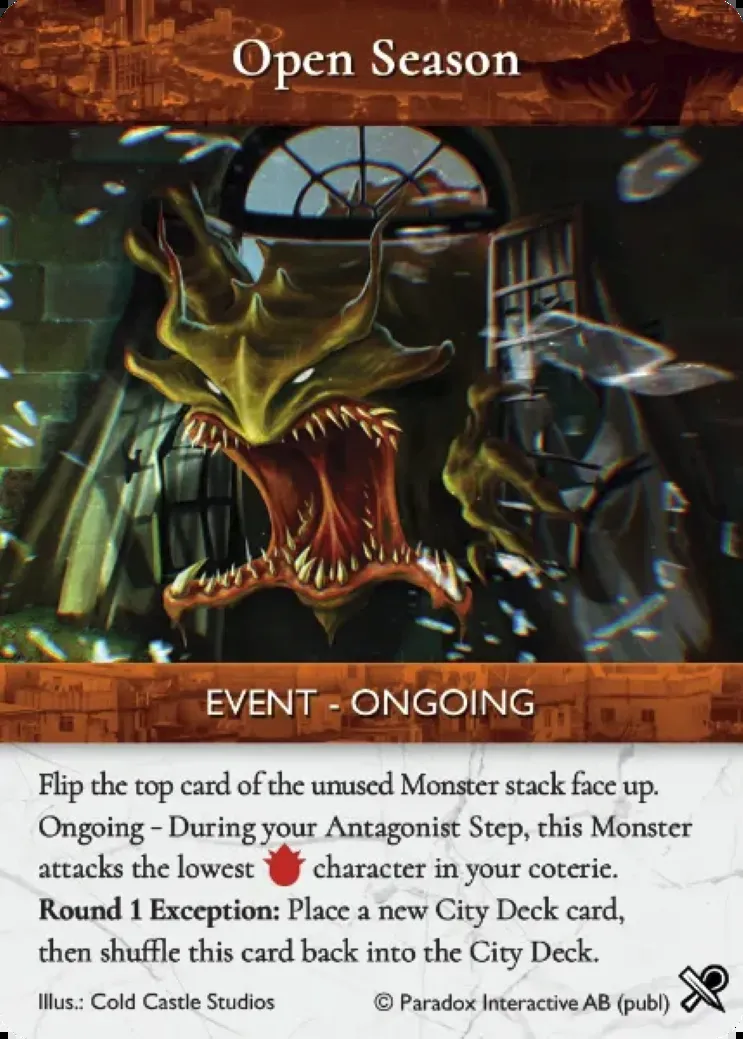 Open Season
EVENT - ONGOING
Flip the top card of the unused Monster stack face up.
Ongoing – During your Antagonist Step, this Monster
attacks the lowest character in your coterie.
Round 1 Exception: Place a new City Deck card,
then shuffle this card back into the City Deck.
Illus.: Cold Castle Studios © Paradox Interactive AB (publ)